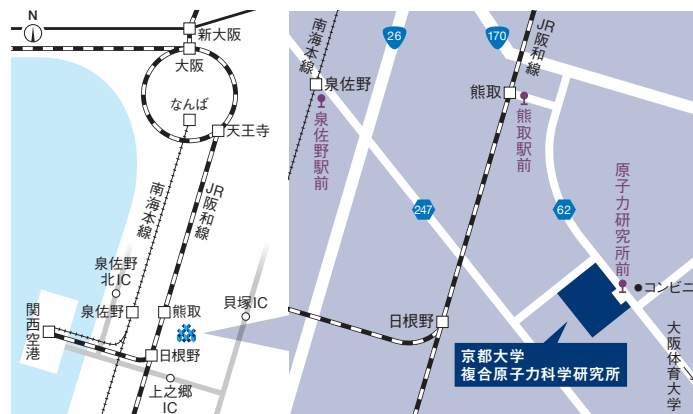 N
新大阪
大阪
なんば
天王寺
南海本線
JR阪和線
泉佐野
北IC
泉佐野
熊取
貝塚IC
関西空港
日根野
上之郷
IC
南海本線
26
170
JR阪和線
泉佐野
熊取
泉佐野駅前
熊取駅前
原子力研究所前
247
62
コンビニ
日根野
京都大学
複合原子力科学研究所
大阪体育大学